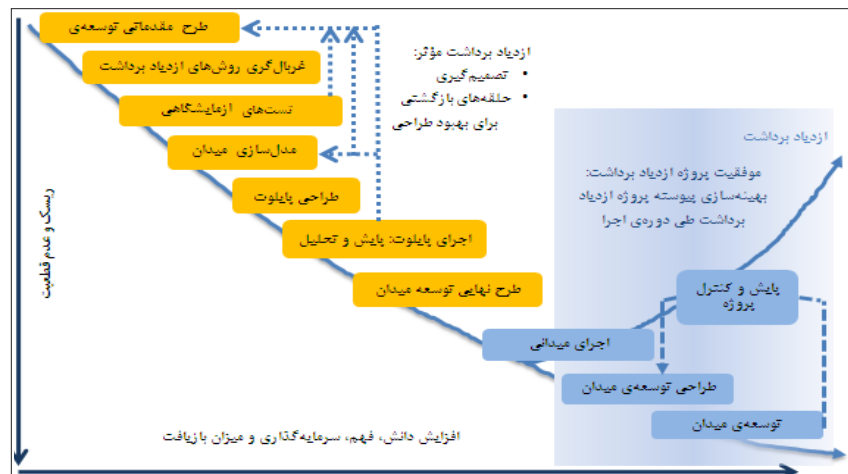 طرح مقدماتی توسعه‌ی
غربال‌گری روش‌های ازدیاد برداشت
تست‌های آزمایشگاهی
مدل‌سازی میدان
طراحی پایلوت
اجرای پایلوت: پایش و تحلیل
طرح نهایی توسعه میدان
ازدیاد برداشت مؤثر:
• تصمیم‌گیری
• حلقه‌های بازگشتی
برای بهبود طراحی
ازدیاد برداشت
موفقیت پروژه ازدیاد برداشت:
بهینه‌سازی پیوسته پروژه ازدیاد
برداشت طی دوره‌ی اجرا
پایش و کنترل
پروژه
اجرای میدانی
طراحی توسعه‌ی میدان
توسعه‌ی میدان
ریسک و عدم قطعیت
افزایش دانش، فهم، سرمایه‌گذاری و میزان بازیافت